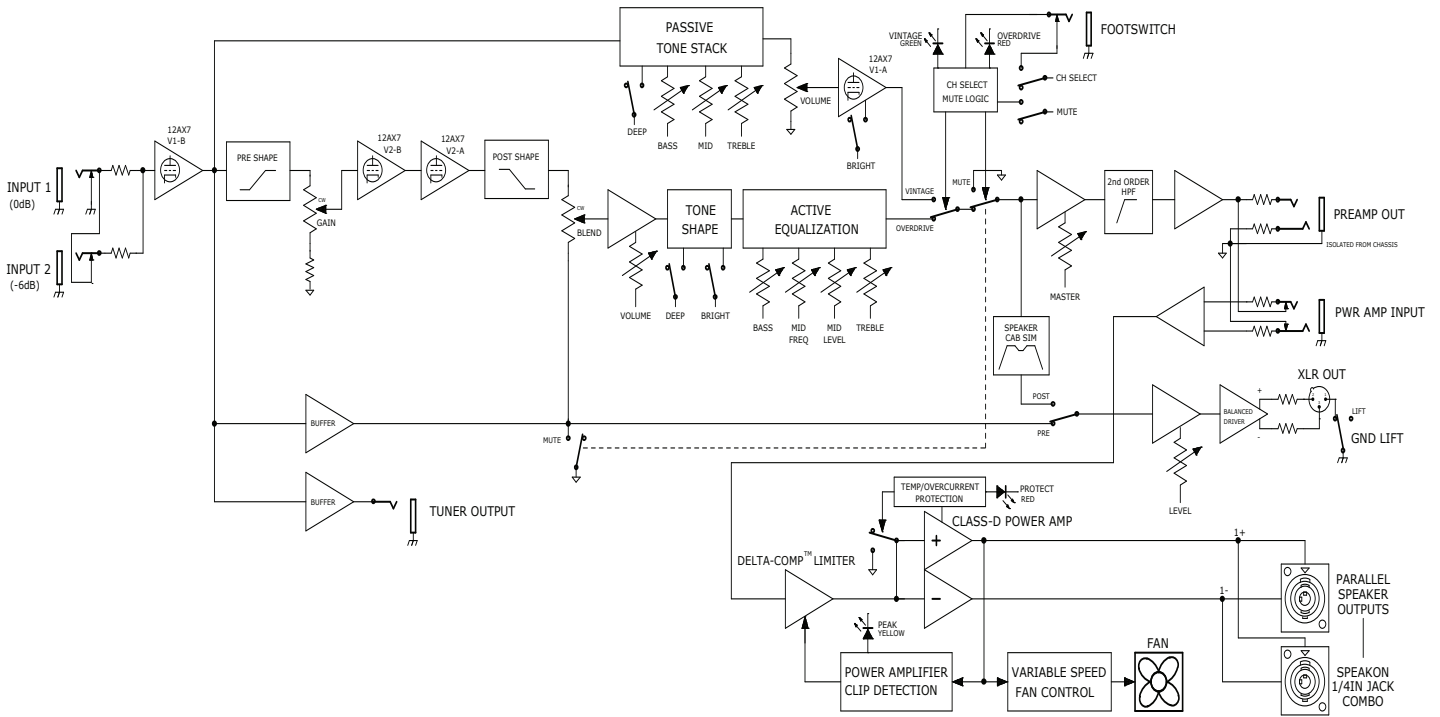 PASSIVE
TONE STACK
DEEP
BASS
MID
TREBLE
VOLUME
12AX7
V1-A
BRIGHT
VINTAGE
GREEN
OVERDRIVE
RED
CH SELECT
MUTE LOGIC
FOOTSWITCH
CH SELECT
MUTE
INPUT 1
(0dB)
INPUT 2
(-6dB)
12AX7
V1-B
PRE SHAPE
CW
GAIN
12AX7
V2-B
12AX7
V2-A
POST SHAPE
CW
BLEND
VOLUME
TONE
SHAPE
DEEP
BRIGHT
ACTIVE
EQUALIZATION
BASS
MID
FREQ
MID
LEVEL
TREBLE
VINTAGE
OVERDRIVE
MUTE
MASTER
2nd ORDER
HPF
PREAMP OUT
ISOLATED FROM CHASSIS
PWR AMP INPUT
SPEAKER
CAB SIM
POST
PRE
LEVEL
BALANCED
DRIVER
+
-
XLR OUT
LIFT
GND LIFT
BUFFER
MUTE
BUFFER
TUNER OUTPUT
TEMP/OVERCURRENT
PROTECTION
PROTECT
RED
CLASS-D POWER AMP
+
−
DELTA-COMP™ LIMITER
PEAK
YELLOW
POWER AMPLIFIER
CLIP DETECTION
VARIABLE SPEED
FAN CONTROL
FAN
1+
1-
PARALLEL
SPEAKER
OUTPUTS
SPEAKON
1/4IN JACK
COMBO